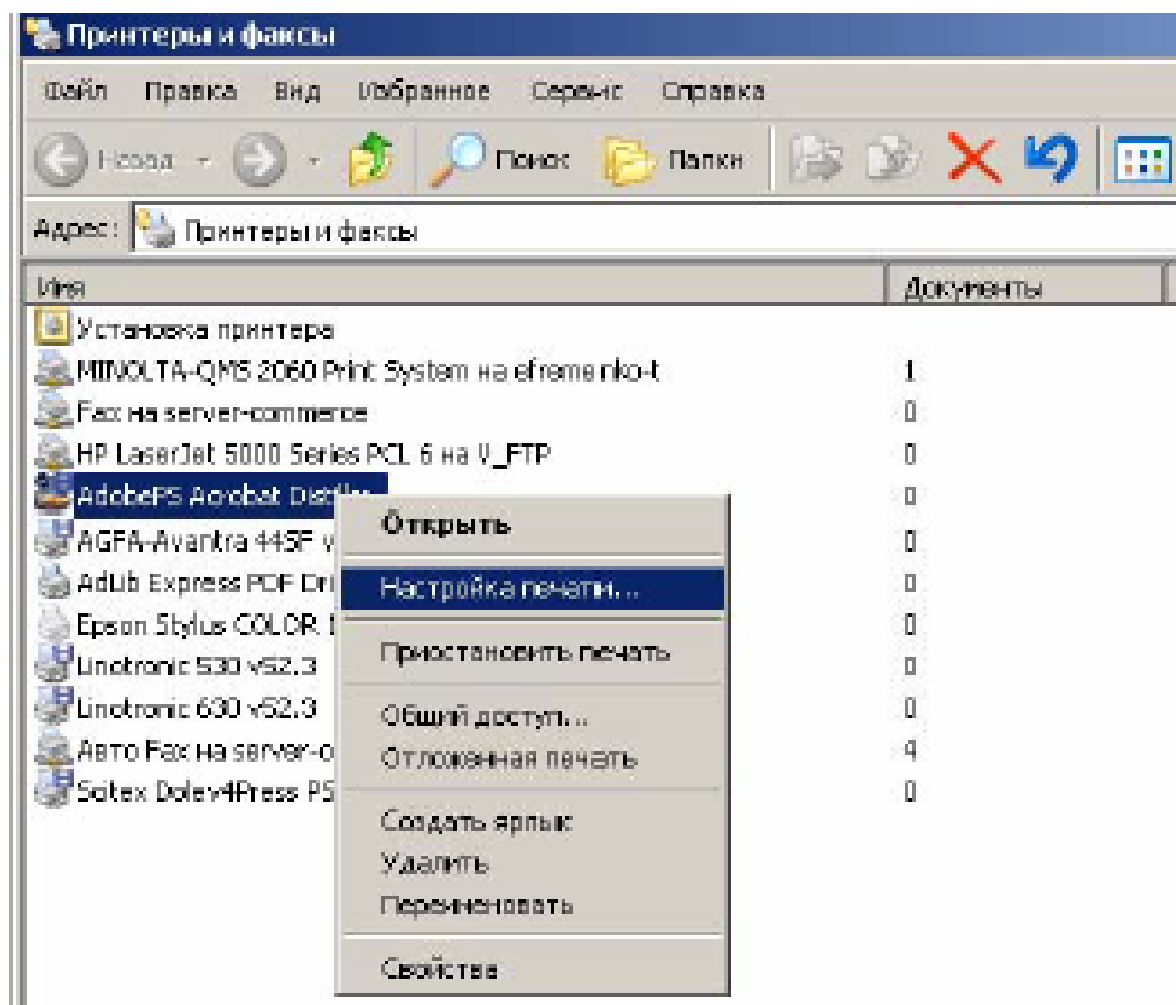 Принтеры и факсы
Файл Правка Вид Избранное Сервис Справка
Назад Поиск Папки
Адрес: Принтеры и факсы
Имя Документы
Установка принтера
MINOLTA-QMS 2060 Print System на efremenko-t 1
Fax на server-commerce 0
HP LaserJet 5000 Series PCL 6 на V_FTP 0
AdobePS Acrobat 0
AGFA-Avantra 44SF v 0
AdLib Express PDF Dri 0
Epson Stylus COLOR 0
Linotronic 530 v52.3 0
Linotronic 630 v52.3 0
Авто Fax на 4
Scitex Dolev4Press PS 0
Открыть
Настройка печати...
Приостановить печать
Общий доступ...
Отложенная печать
Создать ярлык
Удалить
Переименовать
Свойства